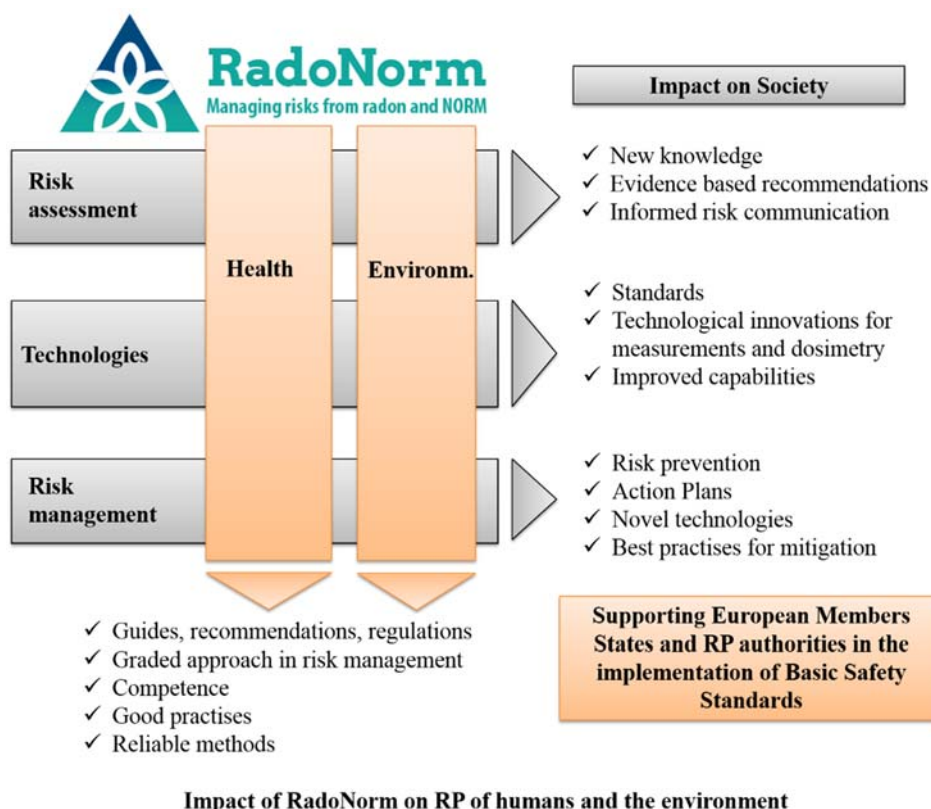 RadoNorm
Managing risks from radon and NORM
Impact on Society
Risk
assessment
✓ New knowledge
✓ Evidence based recommendations
✓ Informed risk communication
Health
Environm.
Technologies
✓ Standards
✓ Technological innovations for
measurements and dosimetry
✓ Improved capabilities
Risk
management
✓ Risk prevention
✓ Action Plans
✓ Novel technologies
✓ Best practises for mitigation
✓ Guides, recommendations, regulations
✓ Graded approach in risk management
✓ Competence
✓ Good practises
✓ Reliable methods
Supporting European Members
States and RP authorities in the
implementation of Basic Safety
Standards
Impact of RadoNorm on RP of humans and the environment